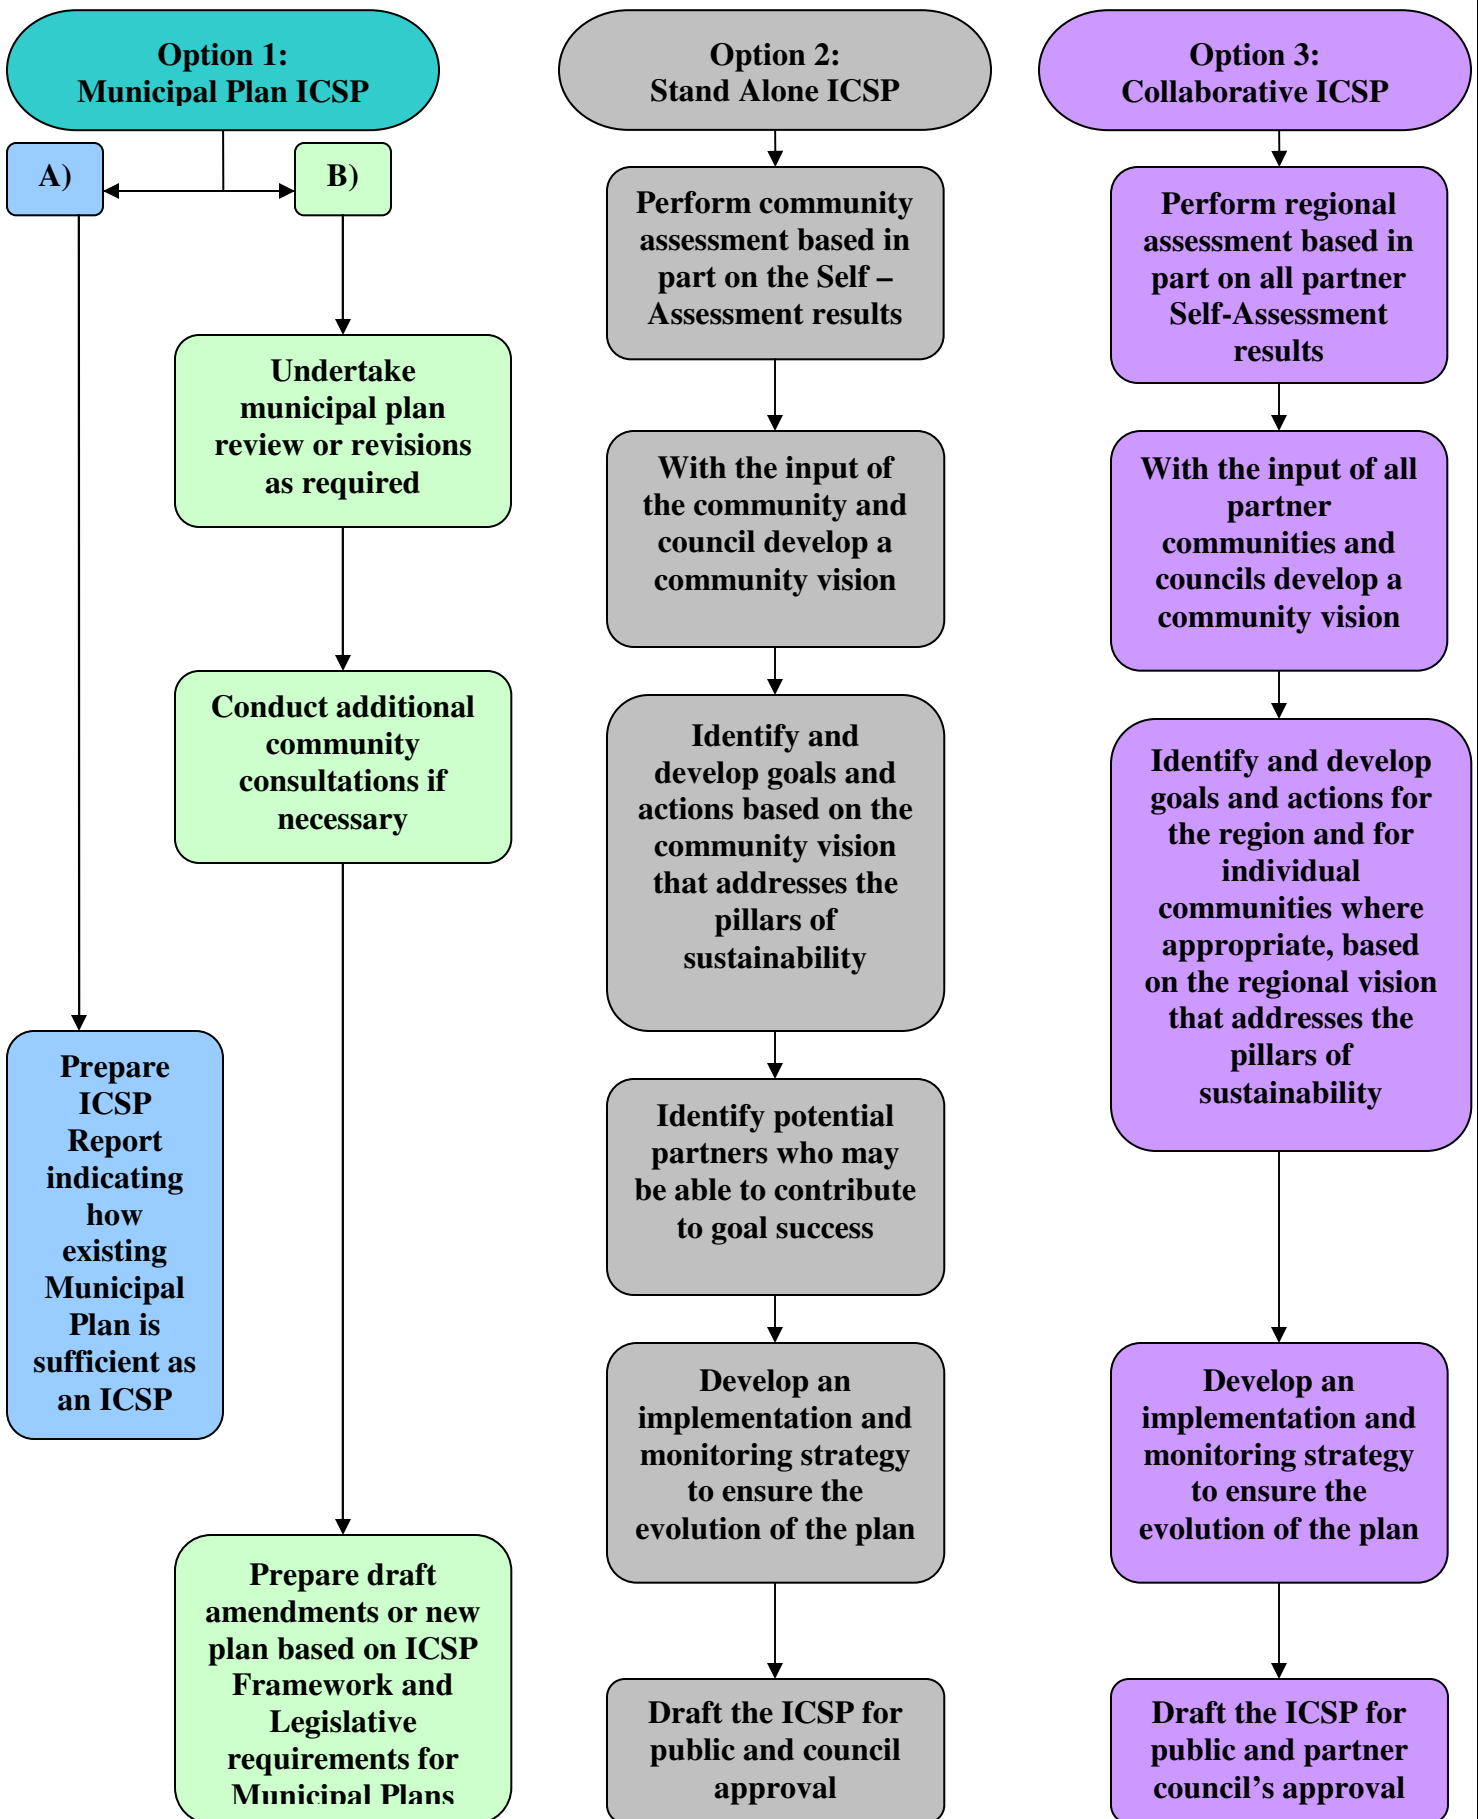 Option 1:
Municipal Plan ICSP
A)
B)
Undertake
municipal plan
review or revisions
as required
Conduct additional
community
consultations if
necessary
Prepare
ICSP
Report
indicating
how
existing
Municipal
Plan is
sufficient as
an ICSP
Prepare draft
amendments or new
plan based on ICSP
Framework and
Legislative
requirements for
Municipal Plans
Option 2:
Stand Alone ICSP
Perform community
assessment based in
part on the Self –
Assessment results
With the input of
the community and
council develop a
community vision
Identify and
develop goals and
actions based on the
community vision
that addresses the
pillars of
sustainability
Identify potential
partners who may
be able to contribute
to goal success
Develop an
implementation and
monitoring strategy
to ensure the
evolution of the plan
Draft the ICSP for
public and council
approval
Option 3:
Collaborative ICSP
Perform regional
assessment based in
part on all partner
Self-Assessment
results
With the input of all
partner
communities and
councils develop a
community vision
Identify and develop
goals and actions for
the region and for
individual
communities where
appropriate, based
on the regional vision
that addresses the
pillars of
sustainability
Develop an
implementation and
monitoring strategy
to ensure the
evolution of the plan
Draft the ICSP for
public and partner
council’s approval